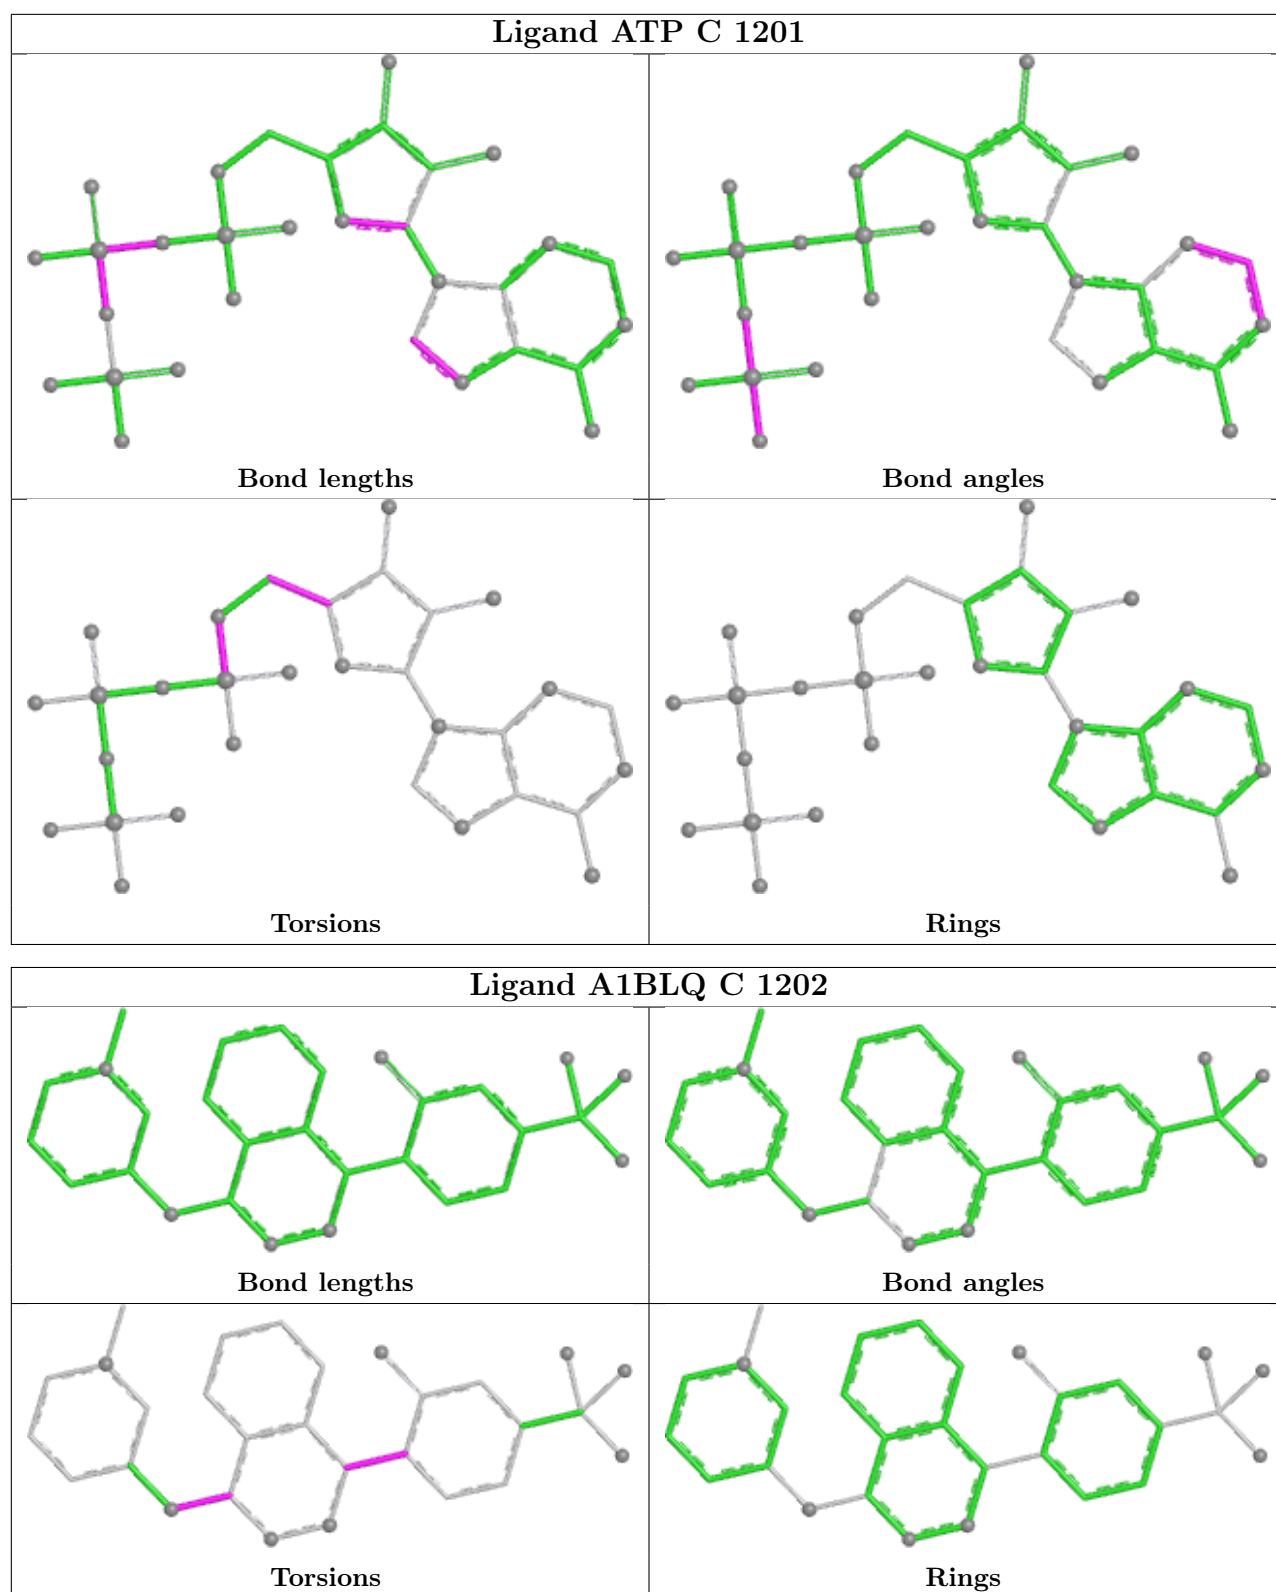 Ligand ATP C 1201
Bond lengths
Bond angles
Torsions
Rings
Ligand A1BLQ C 1202
Bond lengths
Bond angles
Torsions
Rings